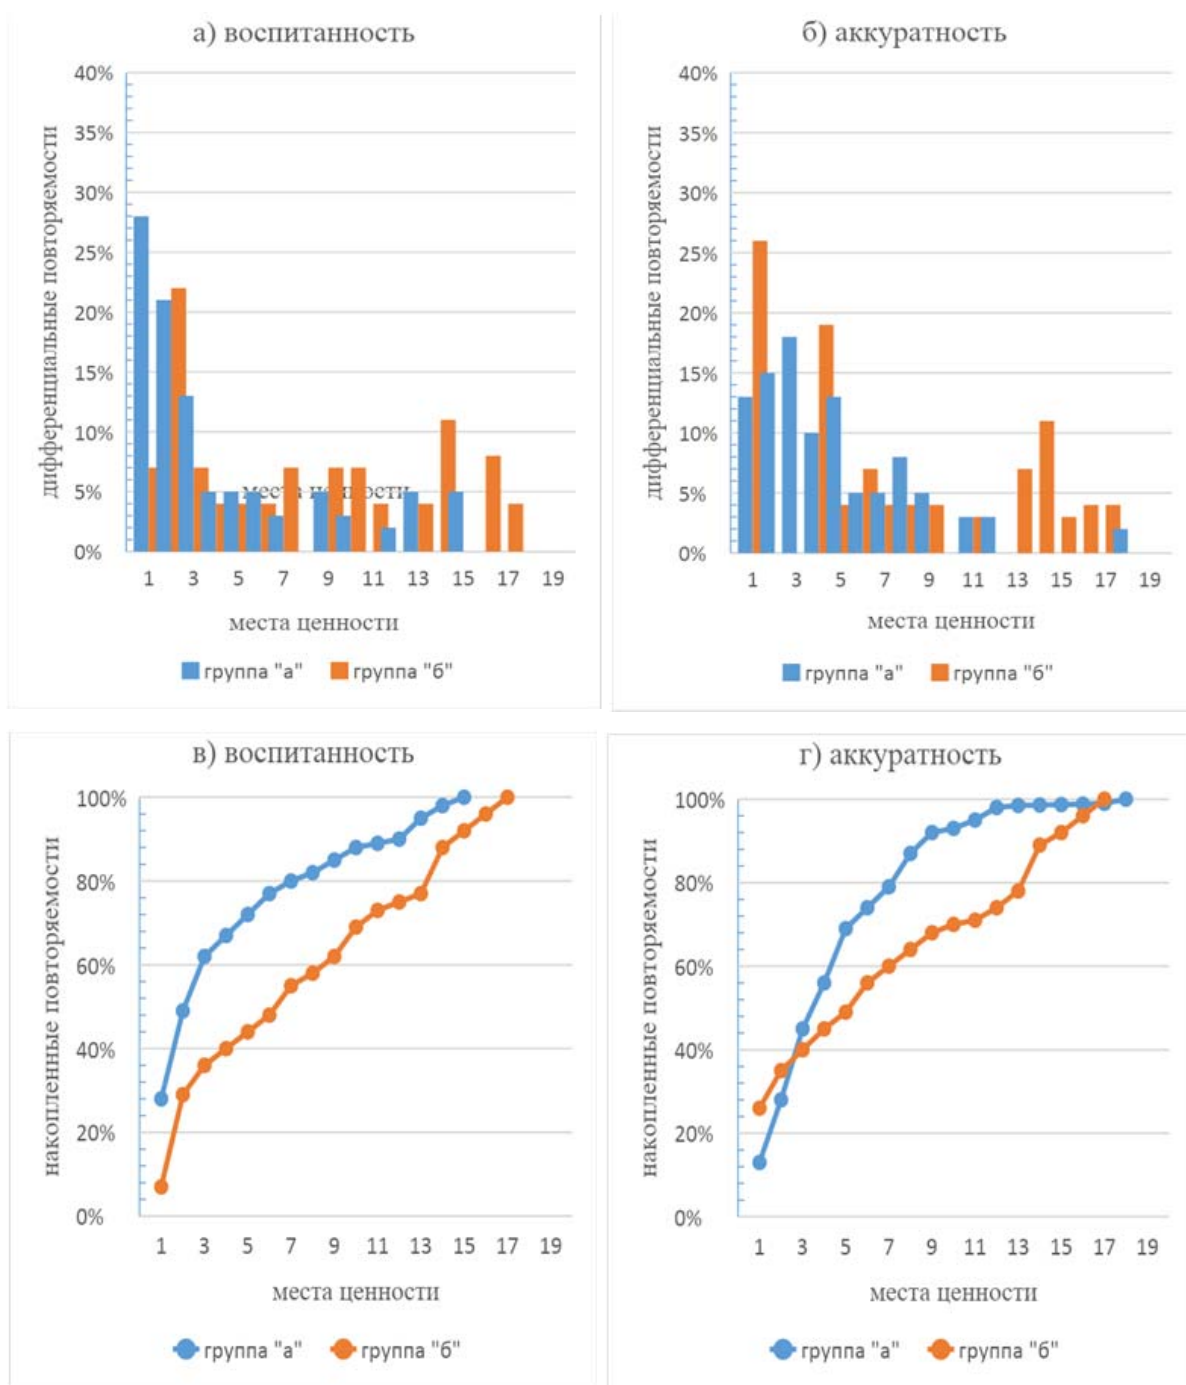 а) воспитанность
дифференциальные повторяемости
40%
35%
30%
25%
20%
15%
10%
5%
0%
места ценности
1 3 5 7 9 11 13 15 17 19
места ценности
группа "а" группа "б"
б) аккуратность
дифференциальные повторяемости
40%
35%
30%
25%
20%
15%
10%
5%
0%
1 3 5 7 9 11 13 15 17 19
места ценности
группа "а" группа "б"
в) воспитанность
накопленные повторяемости
100%
80%
60%
40%
20%
0%
1 3 5 7 9 11 13 15 17 19
места ценности
группа "а" группа "б"
г) аккуратность
накопленные повторяемости
100%
80%
60%
40%
20%
0%
1 3 5 7 9 11 13 15 17 19
места ценности
группа "а" группа "б"